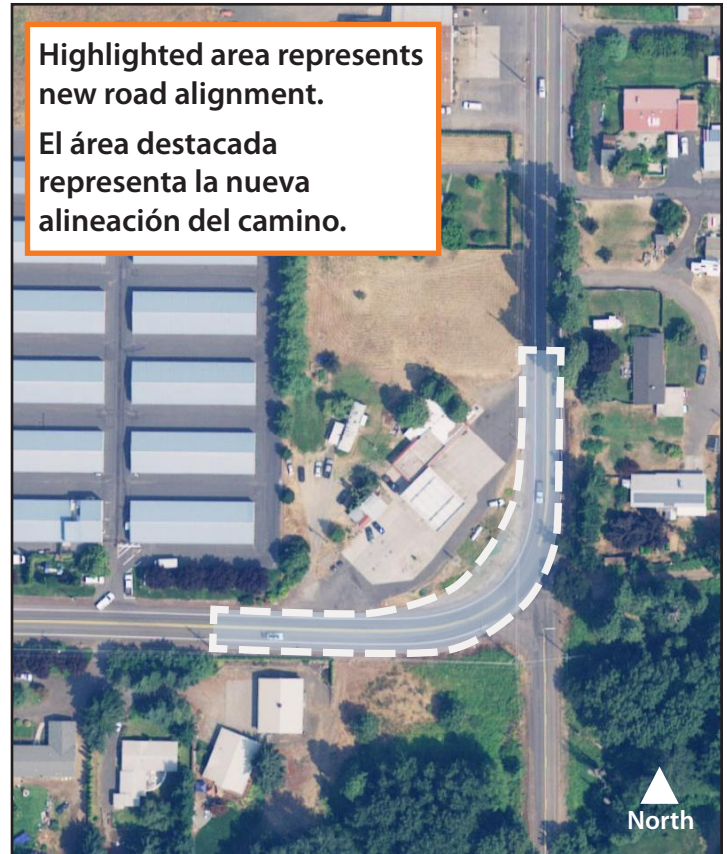 Highlighted area represents
new road alignment.
El área destacada
representa la nueva
alineación del camino.
North